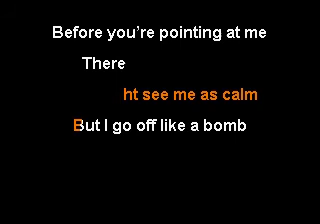 Before you're pointing at me
There
ht see me as calm
But I go off like a bomb